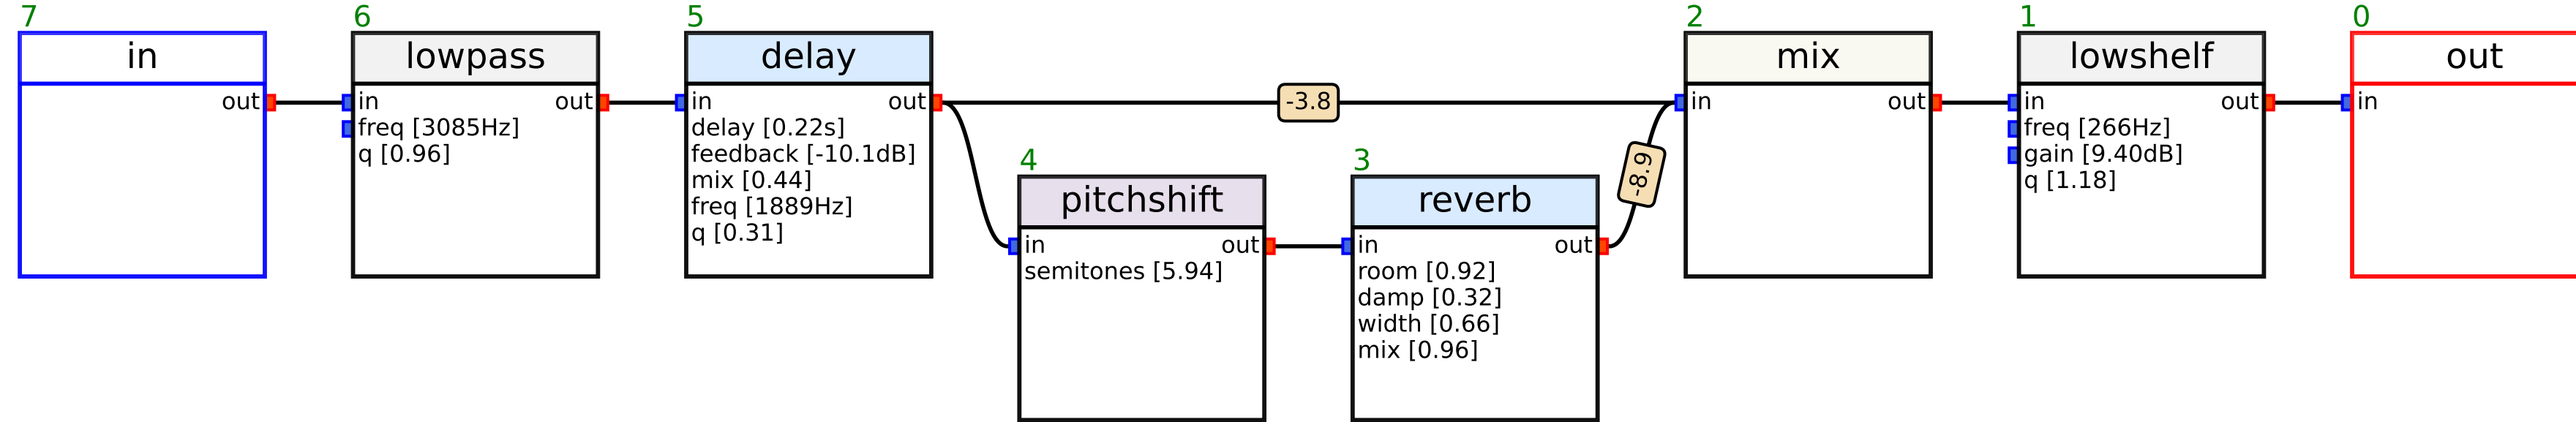 7
in
out
6
lowpass
in
out
freq [3085Hz]
q [0.96]
5
delay
in
out
delay [0.22s]
feedback [-10.1dB]
mix [0.44]
freq [1889Hz]
q [0.31]
-3.8
4
pitchshift
in
out
semitones [5.94]
3
reverb
in
out
room [0.92]
damp [0.32]
width [0.66]
mix [0.96]
-8.9
2
mix
in
out
1
lowshelf
in
out
freq [266Hz]
gain [9.40dB]
q [1.18]
0
out
in